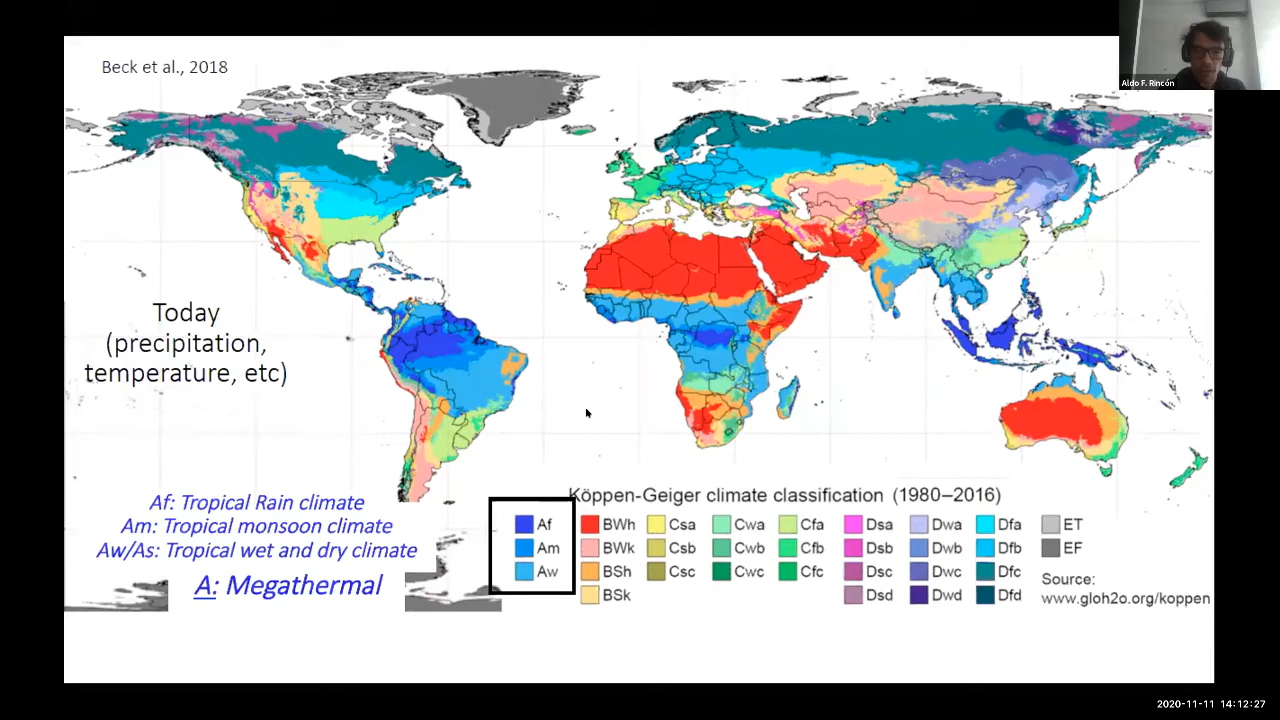 Beck et al., 2018
Aldo F. Rincón
Today
(precipitation,
temperature, etc)
Af: Tropical Rain climate
Am: Tropical monsoon climate
Aw/As: Tropical wet and dry climate
A: Megathermal
Köppen-Geiger climate classification (1980–2016)
Af BWh Csa Cwa Cfa Dsa Dwa Dfa ET
Am BWk Csb Cwb Cfb Dsb Dwb Dfb EF
Aw BSh Csc Cwc Cfc Dsc Dwc Dfc
BSk Dsd Dwd Dfd
Source:
www.gloh2o.org/koppen
2020-11-11 14:12:27